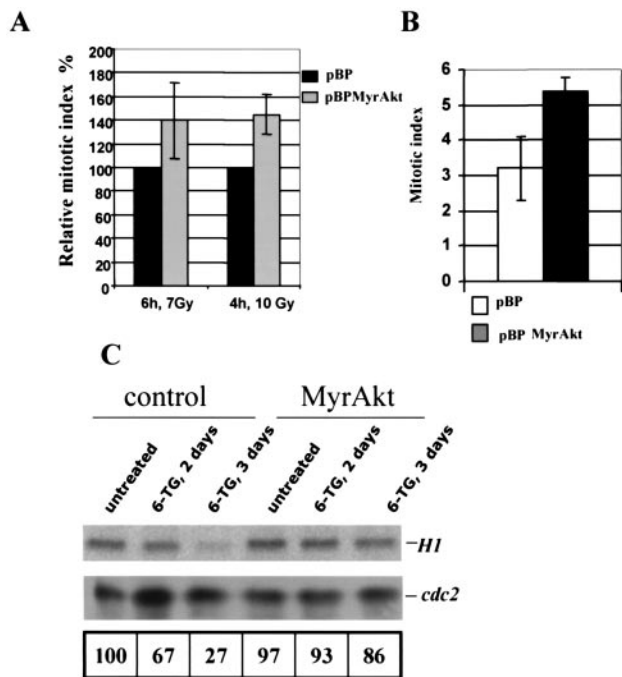 A
Relative mitotic index %
200
180
160
140
120
100
80
60
40
20
0
6h, 7Gy
4h, 10 Gy
pBP
pBPMyrAkt
B
Mitotic index
6
5
4
3
2
1
0
pBP
pBP MyrAkt
C
control MyrAkt
untreated 6-TG, 2 days 6-TG, 3 days untreated 6-TG, 2 days 6-TG, 3 days
–H1
– cdc2
100 67 27 97 93 86